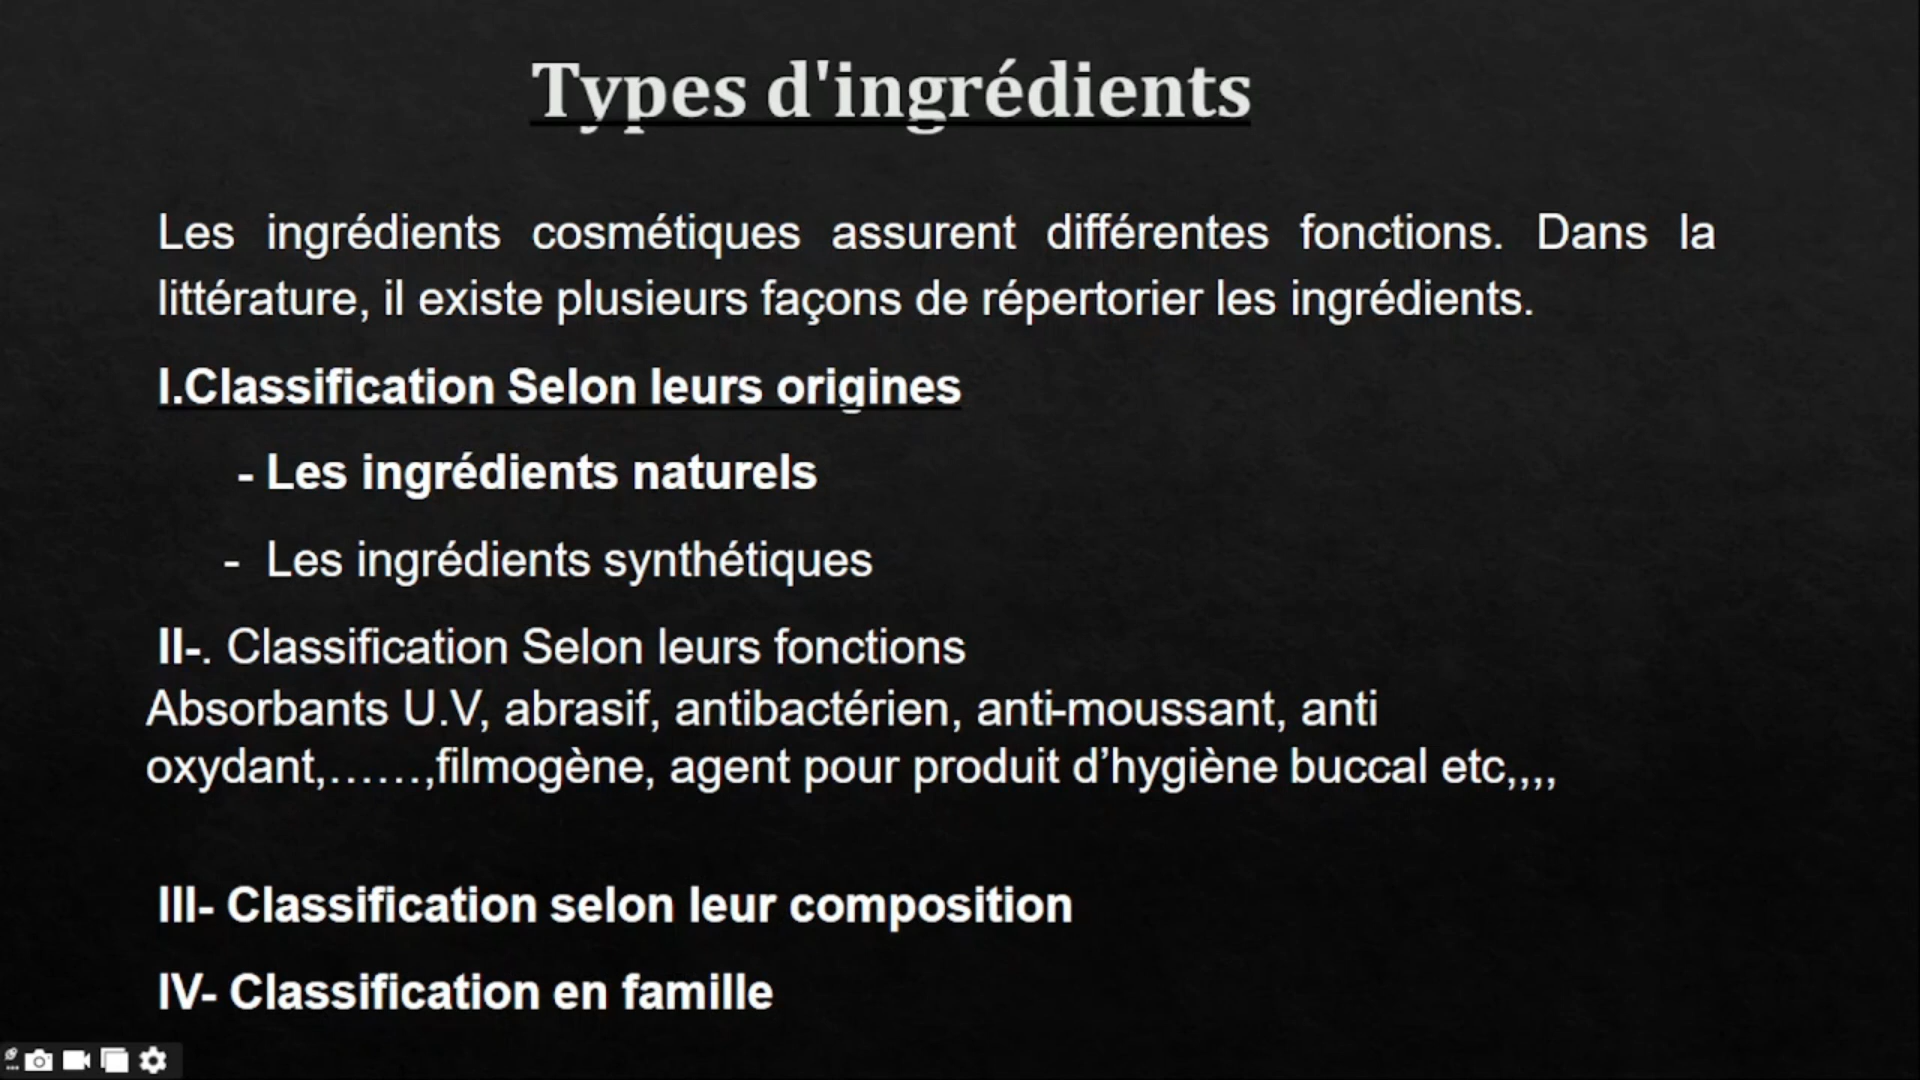 Types d'ingrédients
Les ingrédients cosmétiques assurent différentes fonctions. Dans la
littérature, il existe plusieurs façons de répertorier les ingrédients.
I.Classification Selon leurs origines
- Les ingrédients naturels
- Les ingrédients synthétiques
II-. Classification Selon leurs fonctions
Absorbants U.V, abrasif, antibactérien, anti-moussant, anti
oxydant,……,filmogène, agent pour produit d’hygiène buccal etc,,,,
III- Classification selon leur composition
IV- Classification en famille